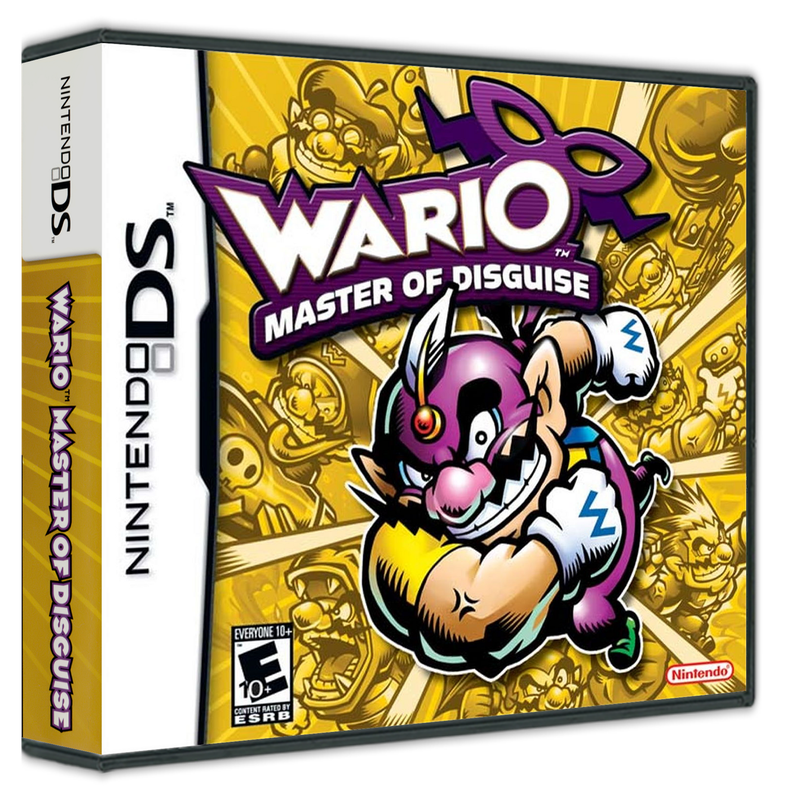 NINTENDO DS™
WARIO™ MASTER OF DISGUISE
NINTENDO DS™
WARIO™
MASTER OF DISGUISE
W
W
EVERYONE 10+
E
10+
CONTENT RATED BY
ESRB
Nintendo